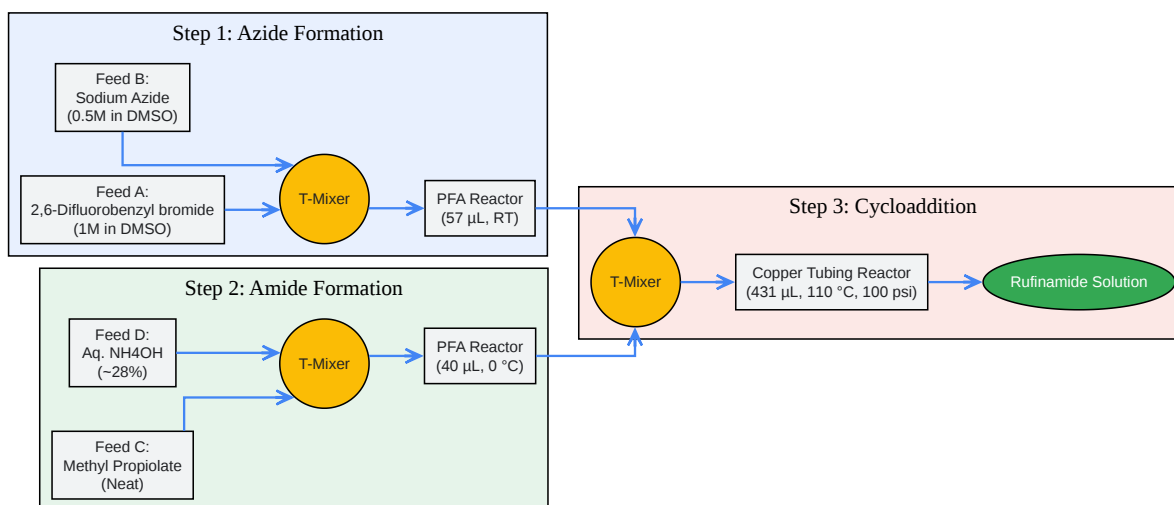 Step 1: Azide Formation
Feed B:
Sodium Azide
(0.5M in DMSO)
Feed A:
2,6-Difluorobenzyl bromide
(1M in DMSO)
T-Mixer
PFA Reactor
(57 µL, RT)
Step 2: Amide Formation
Feed D:
Aq. NH4OH
(~28%)
Feed C:
Methyl Propiolate
(Neat)
T-Mixer
PFA Reactor
(40 µL, 0 °C)
Step 3: Cycloaddition
T-Mixer
Copper Tubing Reactor
(431 µL, 110 °C, 100 psi)
Rufinamide Solution